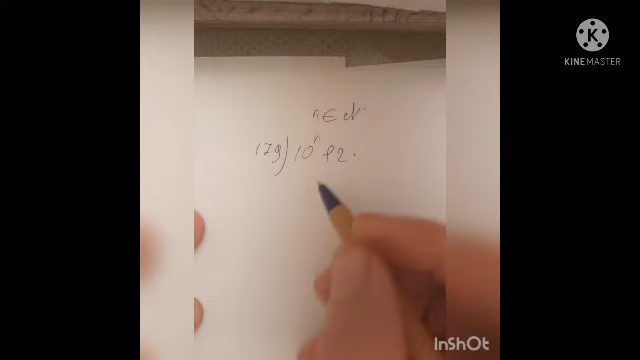 n ∈ N
179) 10ⁿ + 2.
KINEMASTER
InShOt